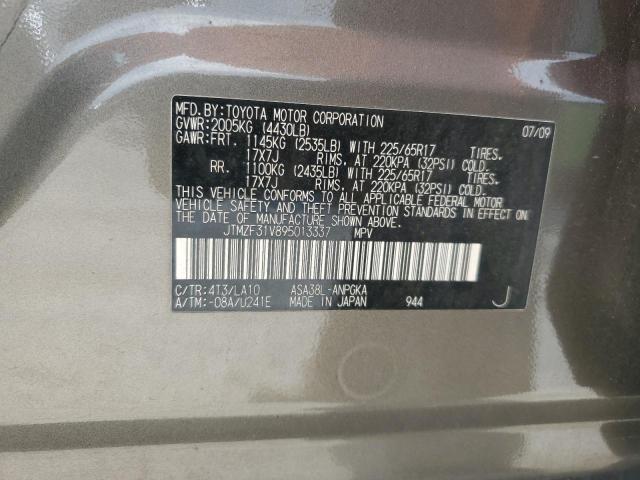 MFD.BY:TOYOTA MOTOR CORPORATION 07/09
GVWR:2005KG (4430LB)
GAWR:FRT. 1145KG (2535LB) WITH 225/65R17 TIRES.
17X7J RIMS, AT 220KPA (32PSI) COLD.
RR. 1100KG (2435LB) WITH 225/65R17 TIRES.
17X7J RIMS, AT 220KPA (32PSI) COLD.
THIS VEHICLE CONFORMS TO ALL APPLICABLE FEDERAL MOTOR
VEHICLE SAFETY AND THEFT PREVENTION STANDARDS IN EFFECT ON
THE DATE OF MANUFACTURE SHOWN ABOVE.
JTMZF31V895013337 MPV
C/TR:4T3/LA10 ASA38L-ANPGKA
A/TM:-08A/U241E MADE IN JAPAN 944 J